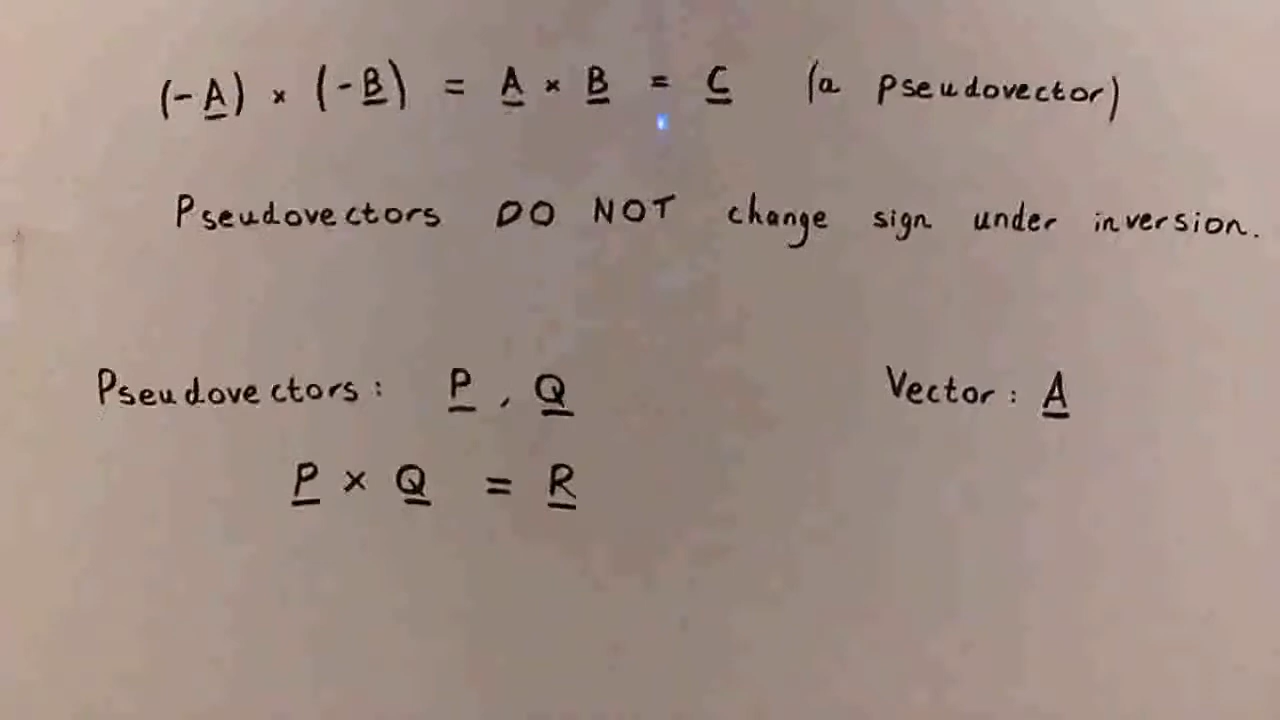 (-A) × (-B) = A × B = C (a pseudovector)
Pseudovectors DO NOT change sign under inversion.
Pseudovectors: P, Q Vector: A
P × Q = R